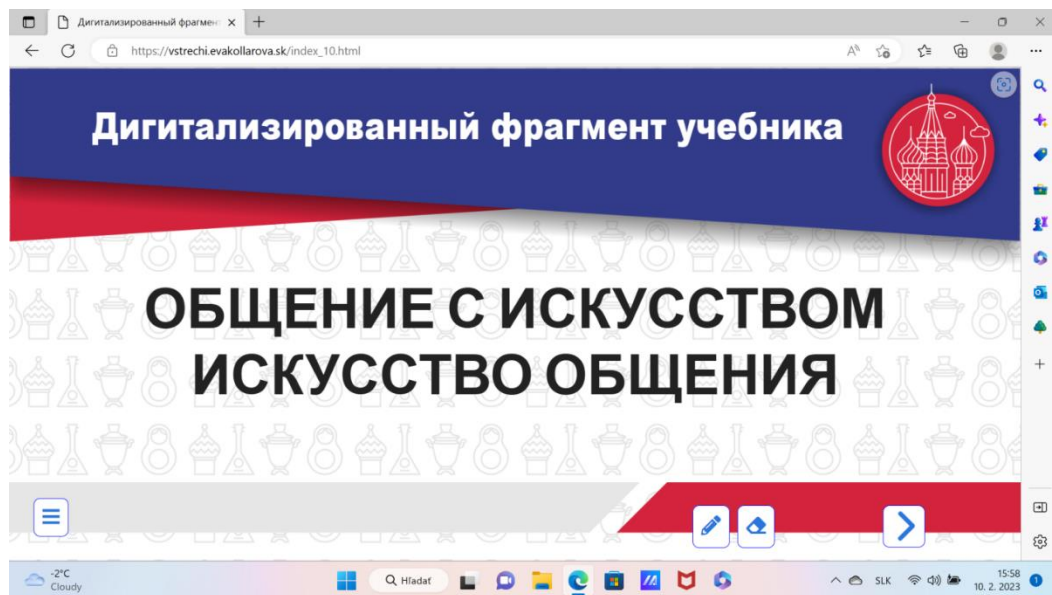 Дигитализированный фрагмен
https://vstrechi.evakollarova.sk/index_10.html
Дигитализированный фрагмент учебника
ОБЩЕНИЕ С ИСКУССТВОМ
ИСКУССТВО ОБЩЕНИЯ
-2°C
Cloudy
Hľadať
SLK
15:58
10. 2. 2023
1